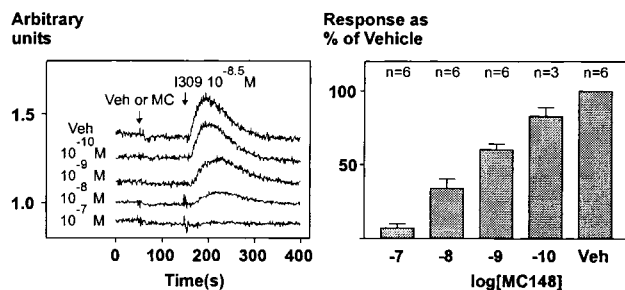 Arbitrary
units
I309 10^-8.5 M
Veh or MC
1.5
Veh
10^-10 M
10^-9 M
10^-8 M
1.0
10^-7 M
0 100 200 300 400
Time(s)
Response as
% of Vehicle
n=6 n=6 n=6 n=3 n=6
100
50
-7 -8 -9 -10 Veh
log[MC148]